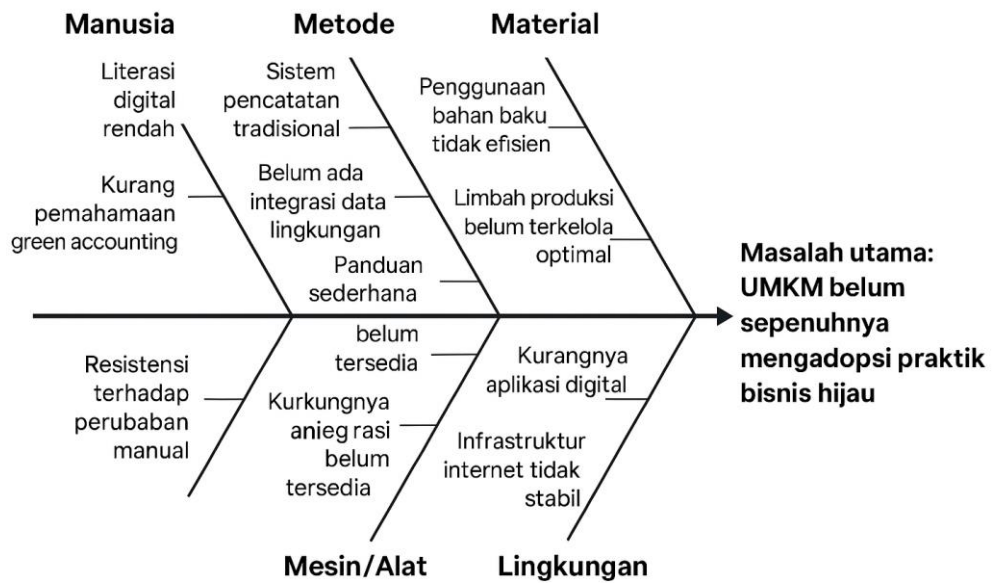 Manusia
Metode
Material
Literasi
digital
rendah
Kurang
pemahamaan
green accounting
Sistem
pencatatan
tradisional
Belum ada
integrasi data
lingkungan
Panduan
sederhana
Penggunaan
bahan baku
tidak efisien
Limbah produksi
belum terkelola
optimal
Masalah utama:
UMKM belum
sepenuhnya
mengadopsi praktik
bisnis hijau
Resistensi
terhadap
perubaban
manual
belum
tersedia
Kurkungnya
anieg rasi
belum
tersedia
Kurangnya
aplikasi digital
Infrastruktur
internet tidak
stabil
Mesin/Alat
Lingkungan